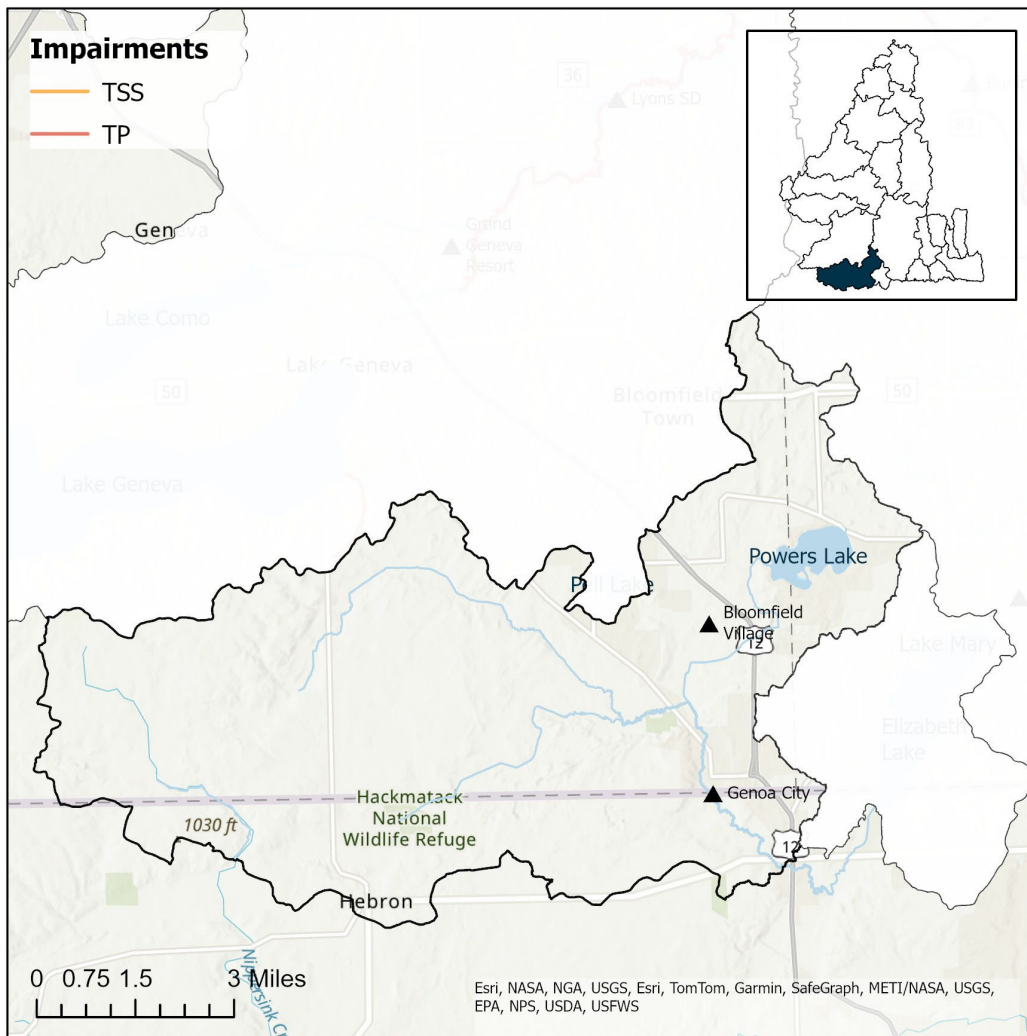 Impairments
TSS
TP
36
Lyons SD
Gen
eva
Grand
Geneva
Resort
Lake Como
Lake Geneva
50
Bloomfield
Town
50
Lake Geneva
Powers Lake
Pell Lake
Bloomfield
Village
12
Lake Mary
Elizabeth
Lake
Hackmatack
National
Wildlife Refuge
Genoa City
1030 ft
12
Hebron
Nippersink
0 0.75 1.5 3 Miles
Esri, NASA, NGA, USGS, Esri, TomTom, Garmin, SafeGraph, METI/NASA, USGS,
EPA, NPS, USDA, USFWS